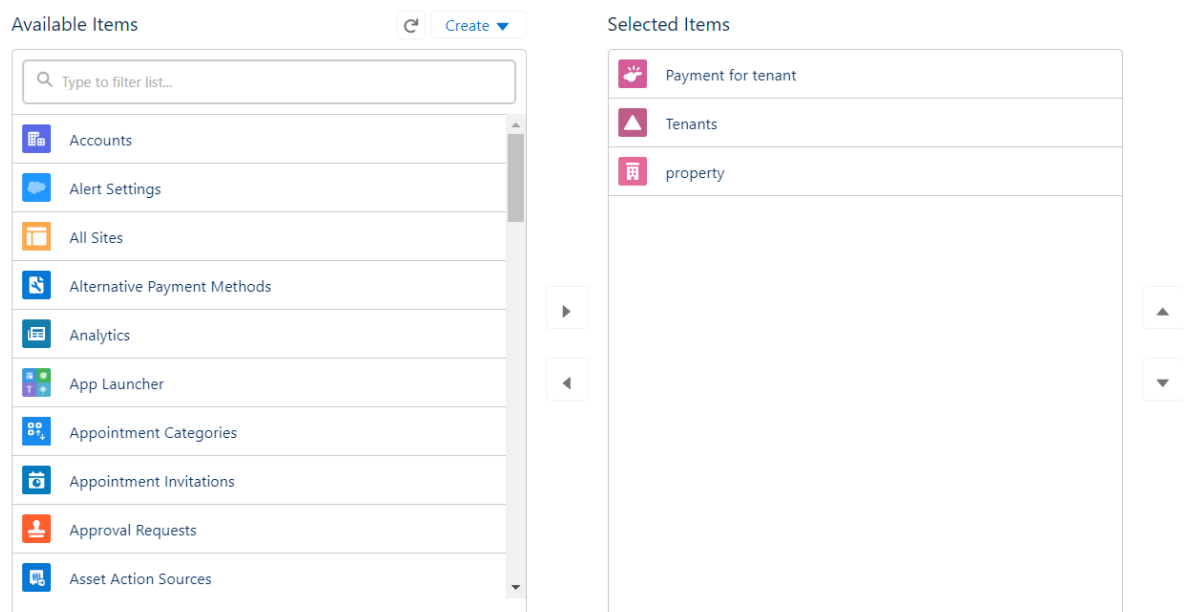 Available Items
Create
Type to filter list...
Accounts
Alert Settings
All Sites
Alternative Payment Methods
Analytics
App Launcher
Appointment Categories
Appointment Invitations
Approval Requests
Asset Action Sources
Selected Items
Payment for tenant
Tenants
property